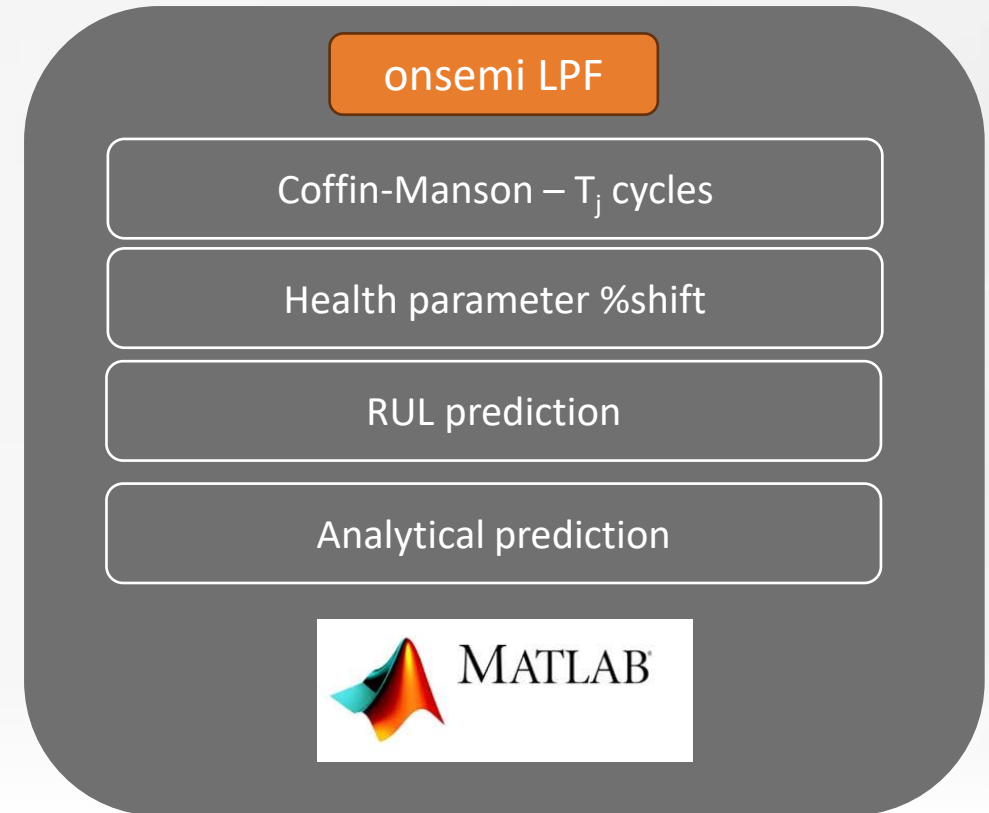 onsemi LPF
Coffin-Manson – Tj cycles
Health parameter %shift
RUL prediction
Analytical prediction
MATLAB®